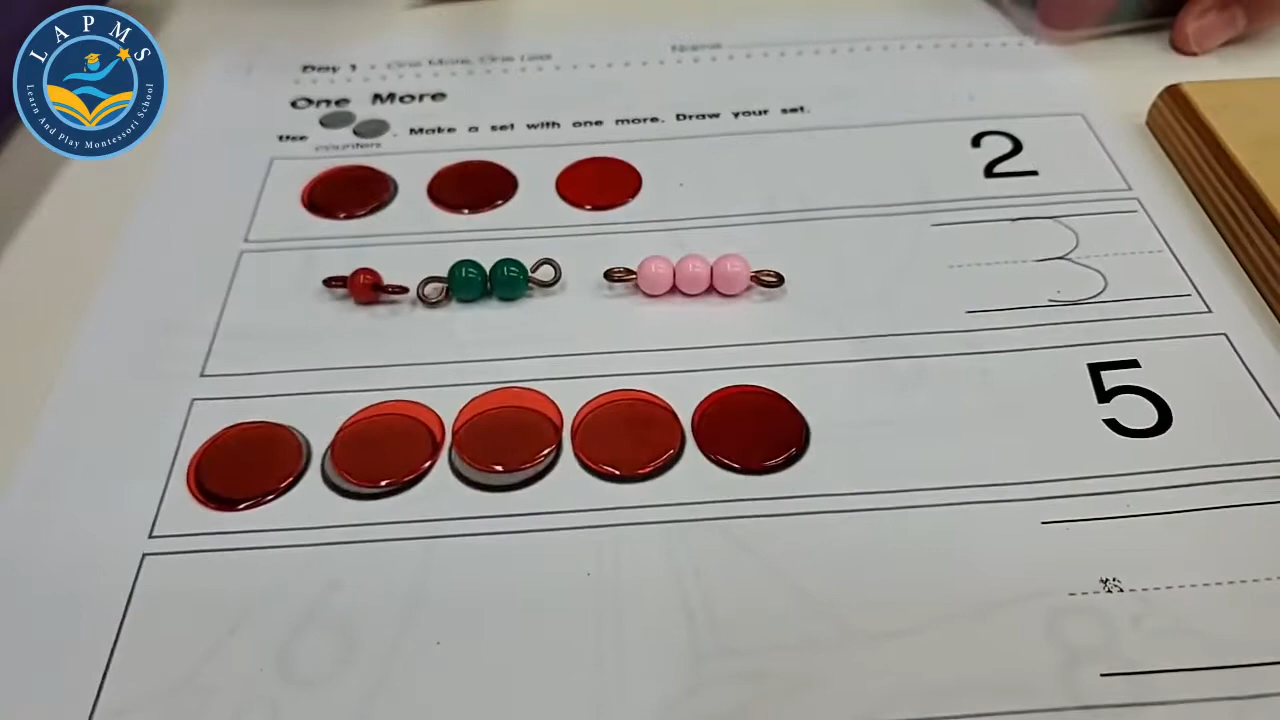 LAPMS
Learn And Play Montessori School
Day 1 • One More, One Less
Name
One More
Use counters. Make a set with one more. Draw your set.
2
3
5